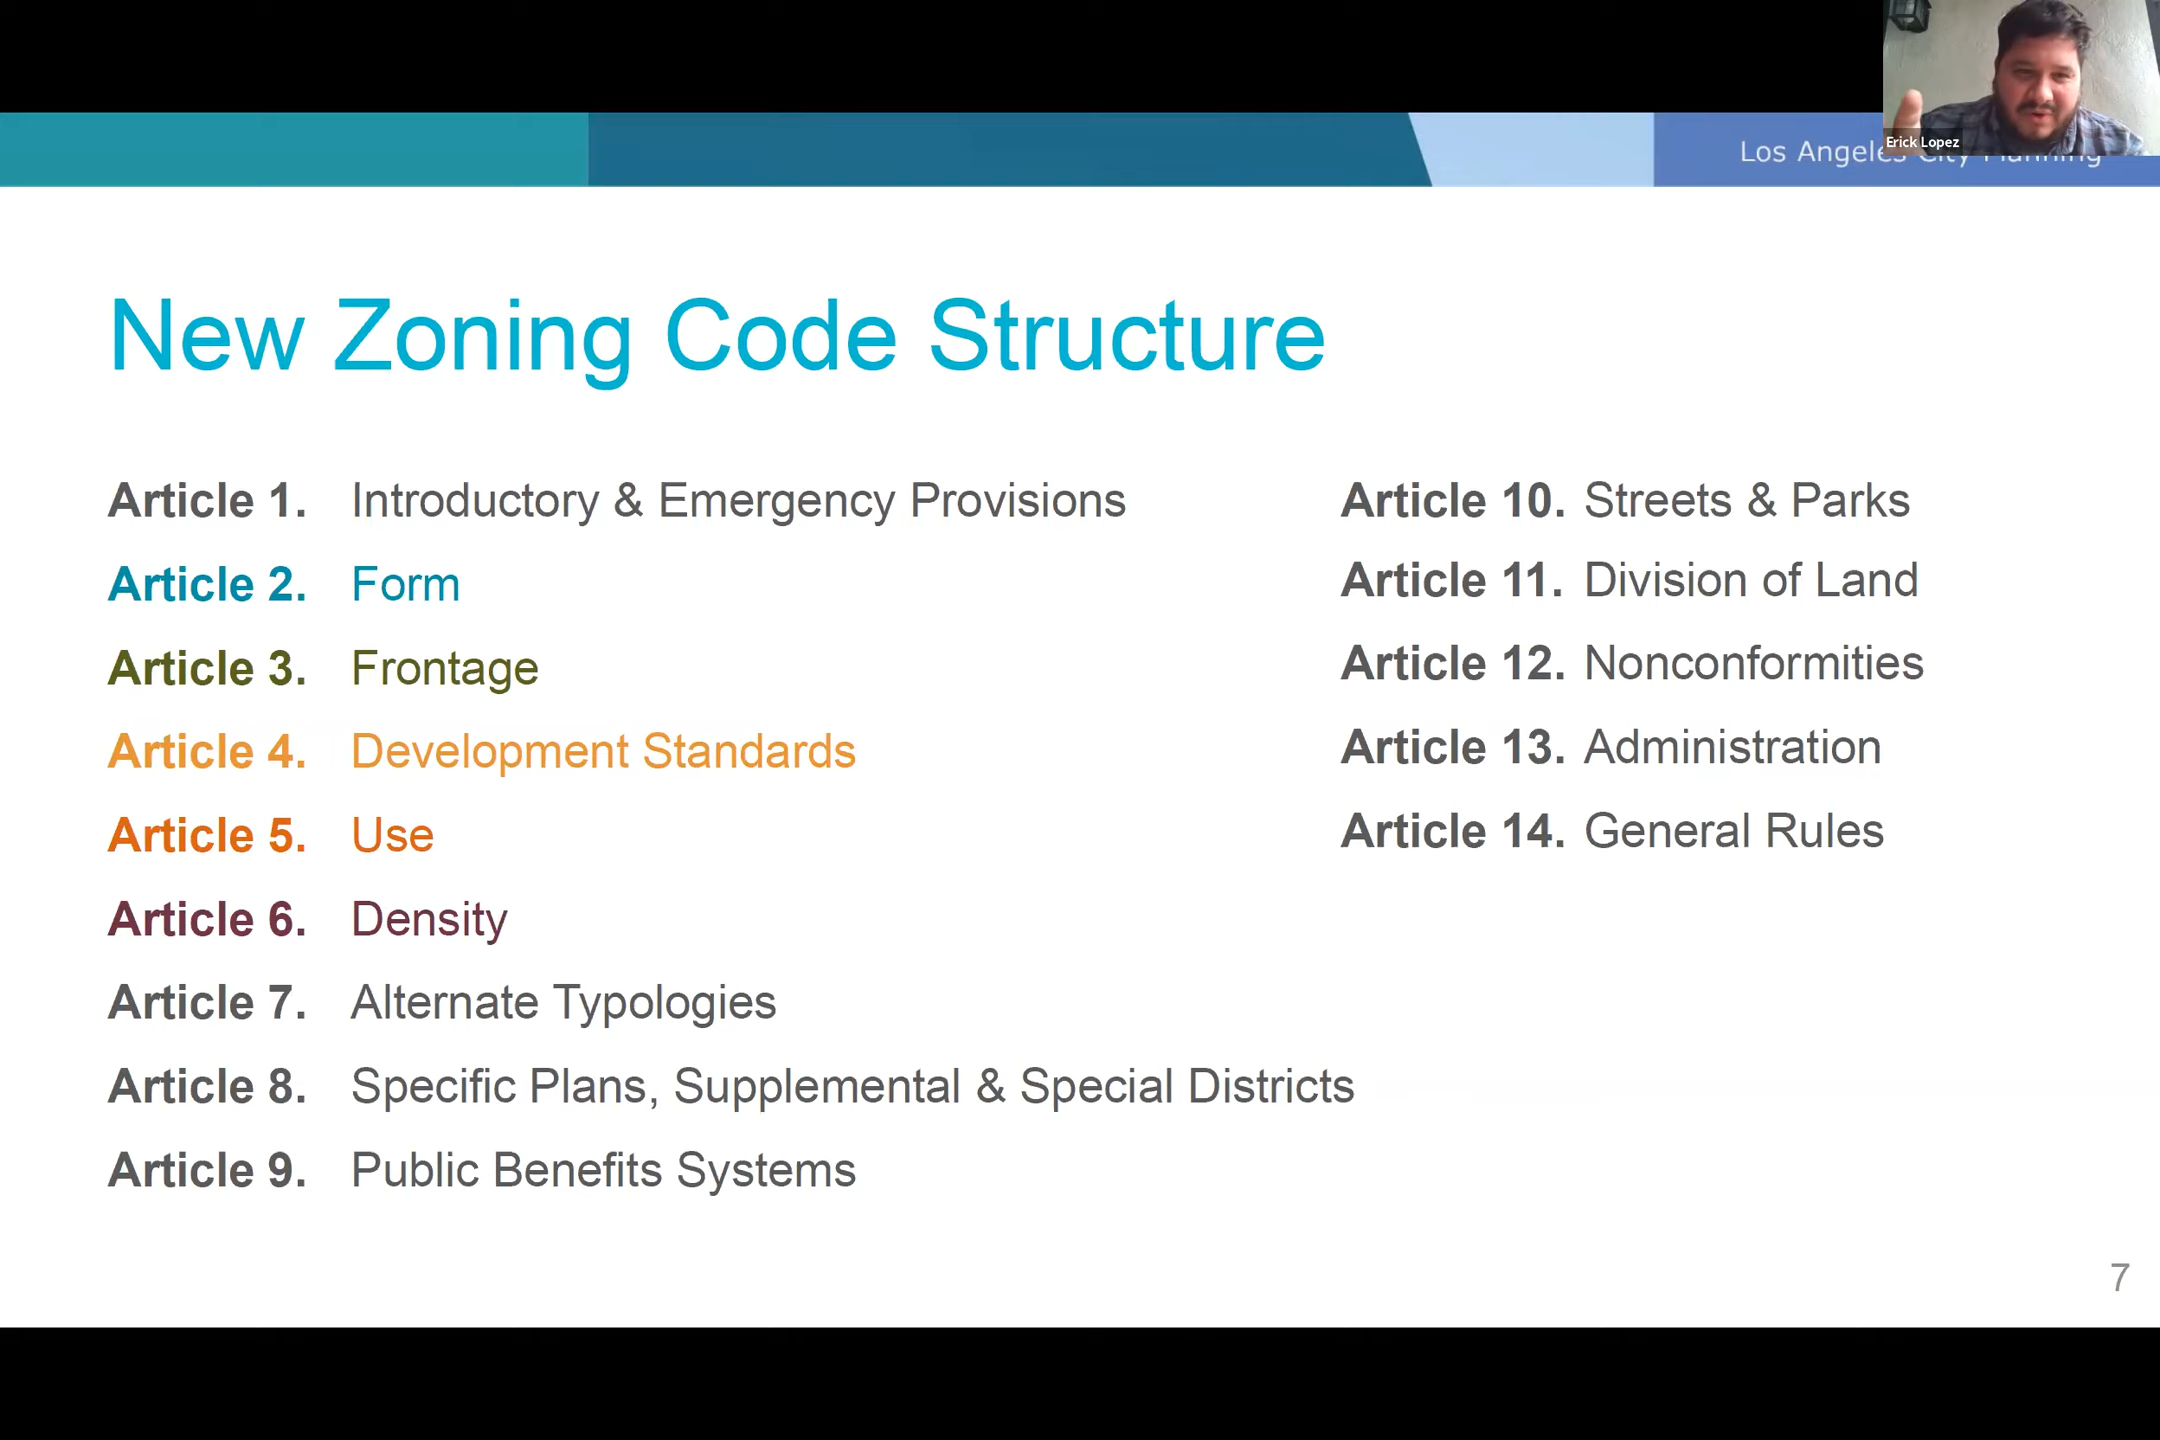 Los Angeles City Planning
Erick Lopez
New Zoning Code Structure
Article 1. Introductory & Emergency Provisions
Article 2. Form
Article 3. Frontage
Article 4. Development Standards
Article 5. Use
Article 6. Density
Article 7. Alternate Typologies
Article 8. Specific Plans, Supplemental & Special Districts
Article 9. Public Benefits Systems
Article 10. Streets & Parks
Article 11. Division of Land
Article 12. Nonconformities
Article 13. Administration
Article 14. General Rules
7